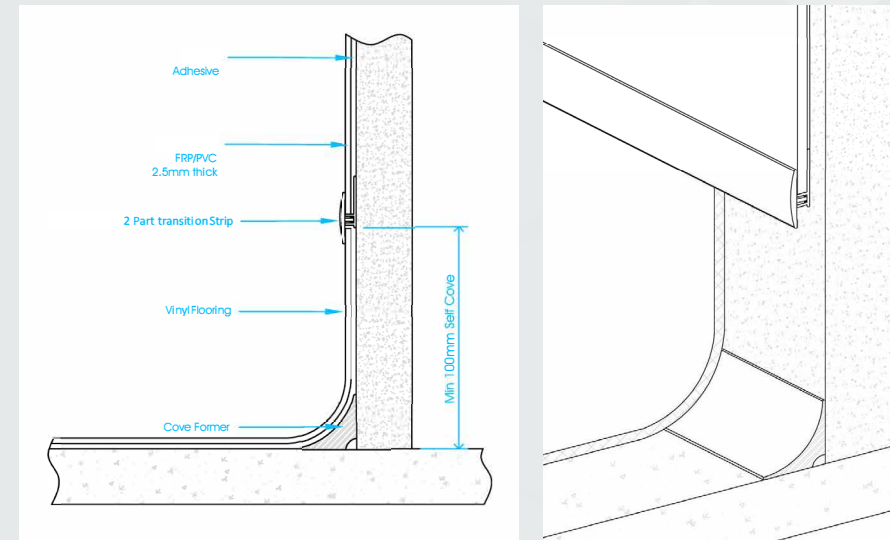 Adhesive
FRP/PVC
2.5mm thick
2 Part transition Strip
Vinyl Flooring
Min 100mm Self Cove
Cove Former